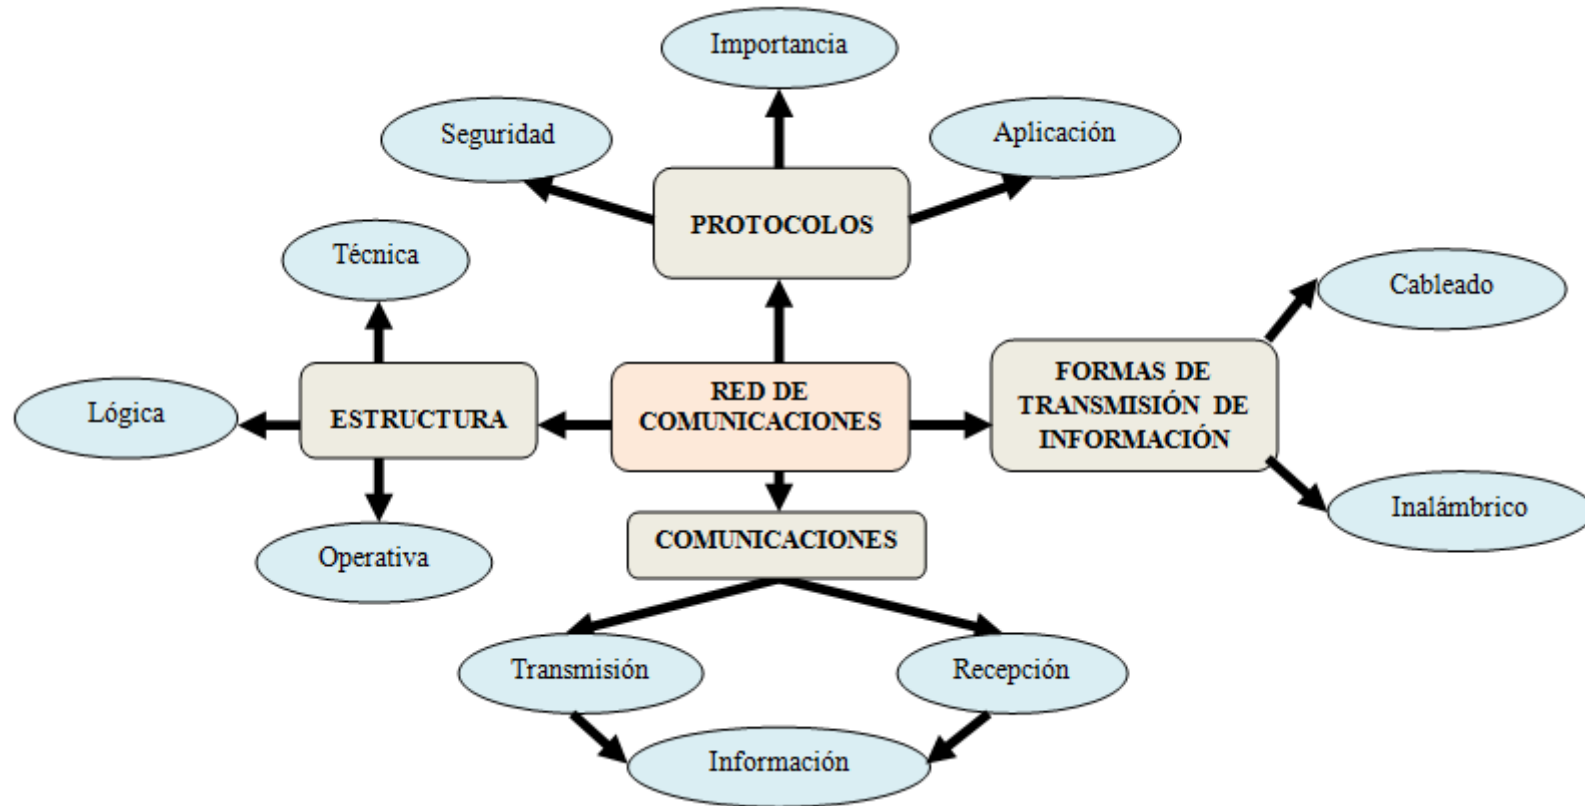 Importancia
Seguridad
Aplicación
PROTOCOLOS
Técnica
Cableado
Lógica
ESTRUCTURA
RED DE
COMUNICACIONES
FORMAS DE
TRANSMISIÓN DE
INFORMACIÓN
Inalámbrico
Operativa
COMUNICACIONES
Transmisión
Recepción
Información